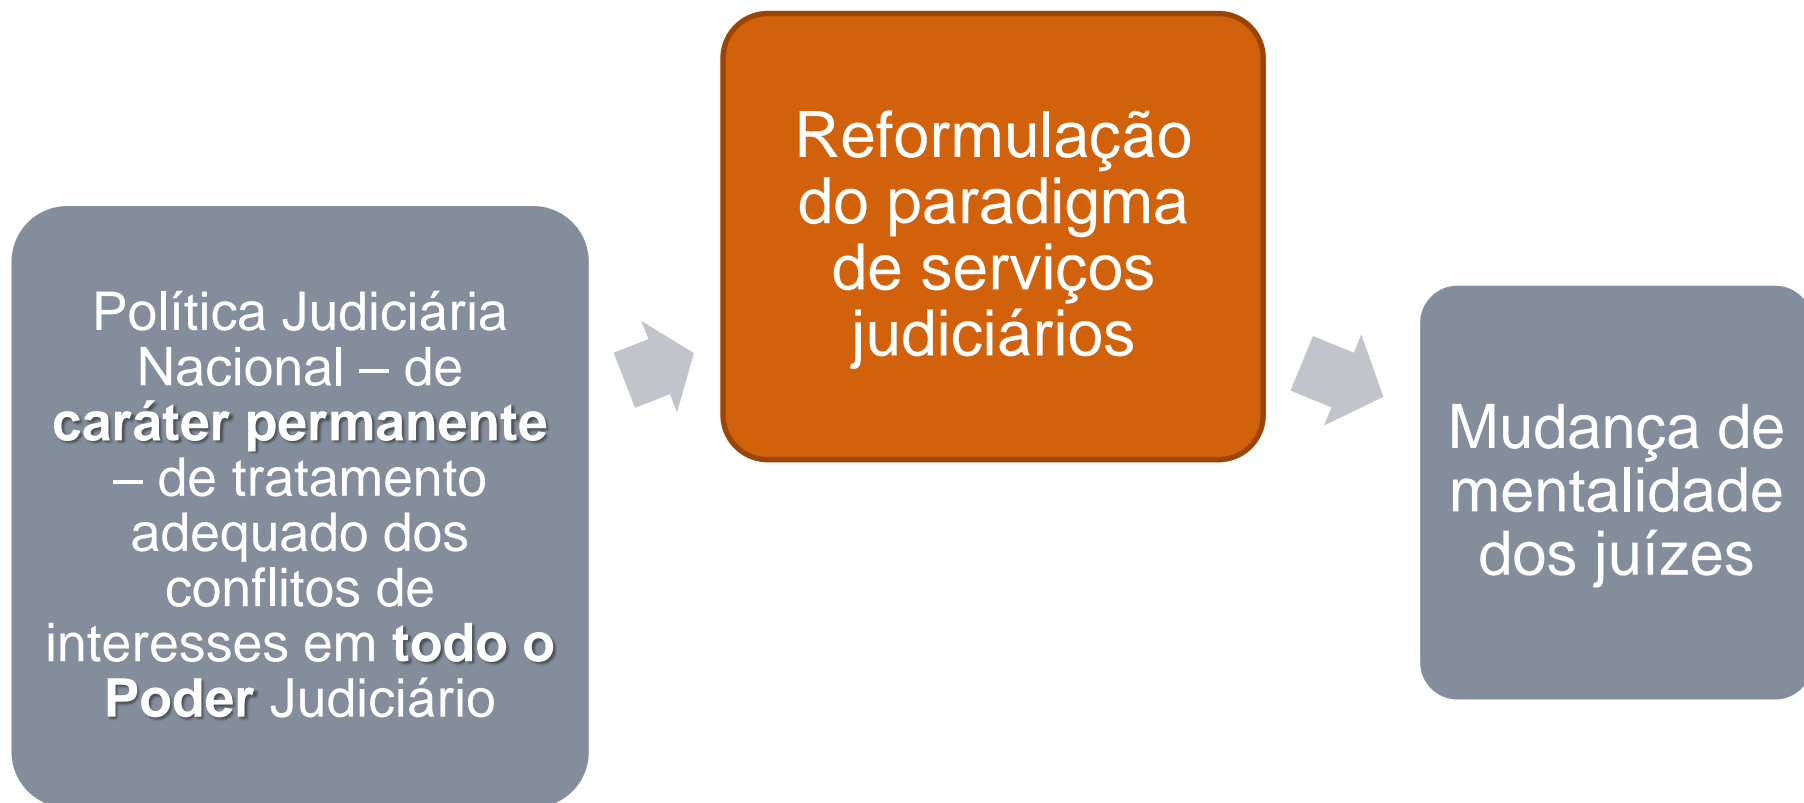 Política Judiciária
Nacional – de
caráter permanente
– de tratamento
adequado dos
conflitos de
interesses em todo o
Poder Judiciário
Reformulação
do paradigma
de serviços
judiciários
Mudança de
mentalidade
dos juízes